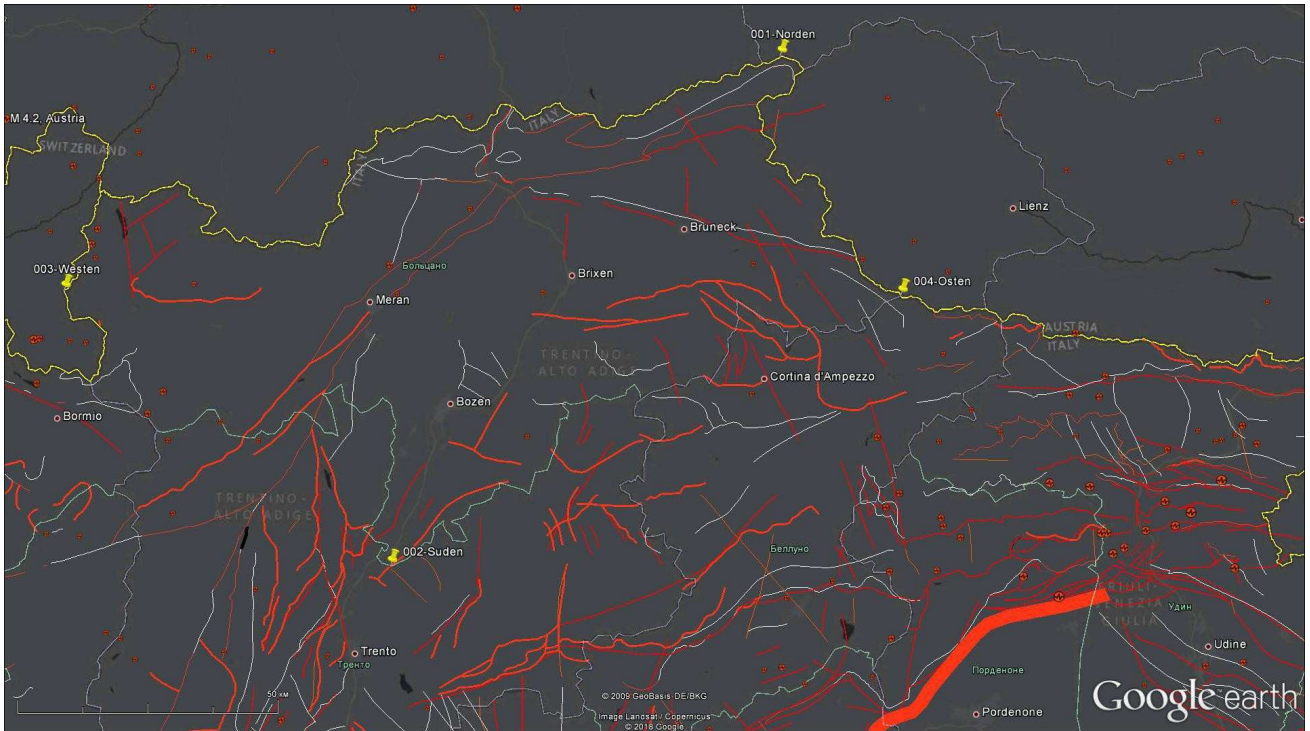 001-Norden
M 4.2, Austria
ITALY
SWITZERLAND
ITALY
Lienz
Bruneck
003-Westen
Больцано
Brixen
004-Osten
Meran
AUSTRIA
ITALY
TRENTINO-
ALTO ADIGE
Cortina d'Ampezzo
Bozen
Bormio
TRENTINO-
ALTO ADIGE
002-Suden
Беллуно
FRIULI-
VENEZIA
GIULIA
Удин
Trento
Тренто
Udine
Порденоне
50 км
© 2009 GeoBasis-DE/BKG
Image Landsat / Copernicus
© 2018 Google
Pordenone
Google earth